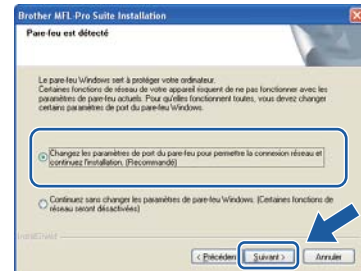 Brother MFL-Pro Suite Installation
Pare-feu est détecté
Le pare-feu Windows sert à protéger votre ordinateur.
Certaines fonctions de réseau de votre appareil risquent de ne pas fonctionner avec les
paramètres de pare-feu actuels. Pour qu'elles fonctionnent toutes, vous devez changer
certains paramètres de port du pare-feu Windows.
Changez les paramètres de port du pare-feu pour permettre la connexion réseau et
continuez l'installation. (Recommandé)
Continuez sans changer les paramètres de pare-feu Windows. (Certaines fonctions de
réseau seront désactivées)
InstallShield
< Précéden
Suivant >
Annuler